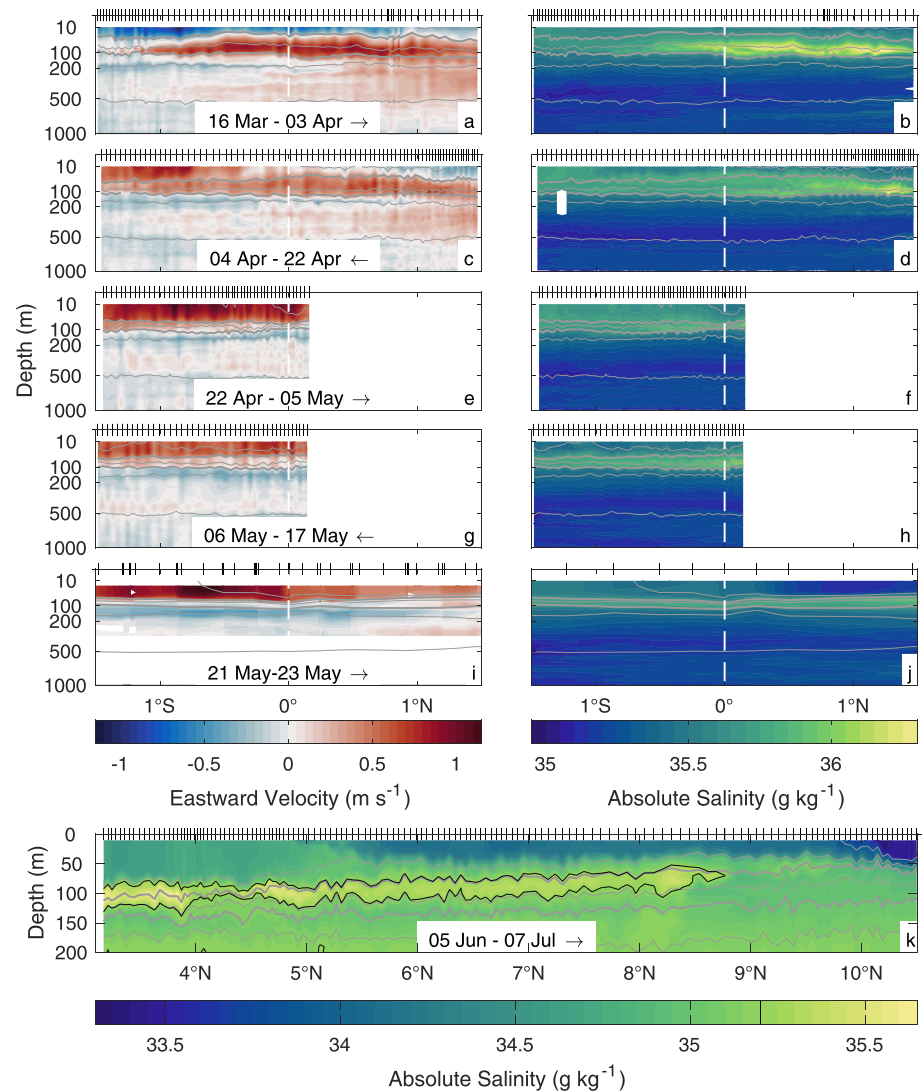 10
100
200
500
1000
16 Mar - 03 Apr →
a
b
10
100
200
500
1000
04 Apr - 22 Apr ←
c
d
Depth (m)
10
100
200
500
1000
22 Apr - 05 May →
e
f
10
100
200
500
1000
06 May - 17 May ←
g
h
10
100
200
500
1000
21 May-23 May →
i
j
1°S 0° 1°N
1°S 0° 1°N
-1 -0.5 0 0.5 1
Eastward Velocity (m s-1)
35 35.5 36
Absolute Salinity (g kg-1)
Depth (m)
0
50
100
150
200
05 Jun - 07 Jul →
k
4°N 5°N 6°N 7°N 8°N 9°N 10°N
33.5 34 34.5 35 35.5
Absolute Salinity (g kg-1)